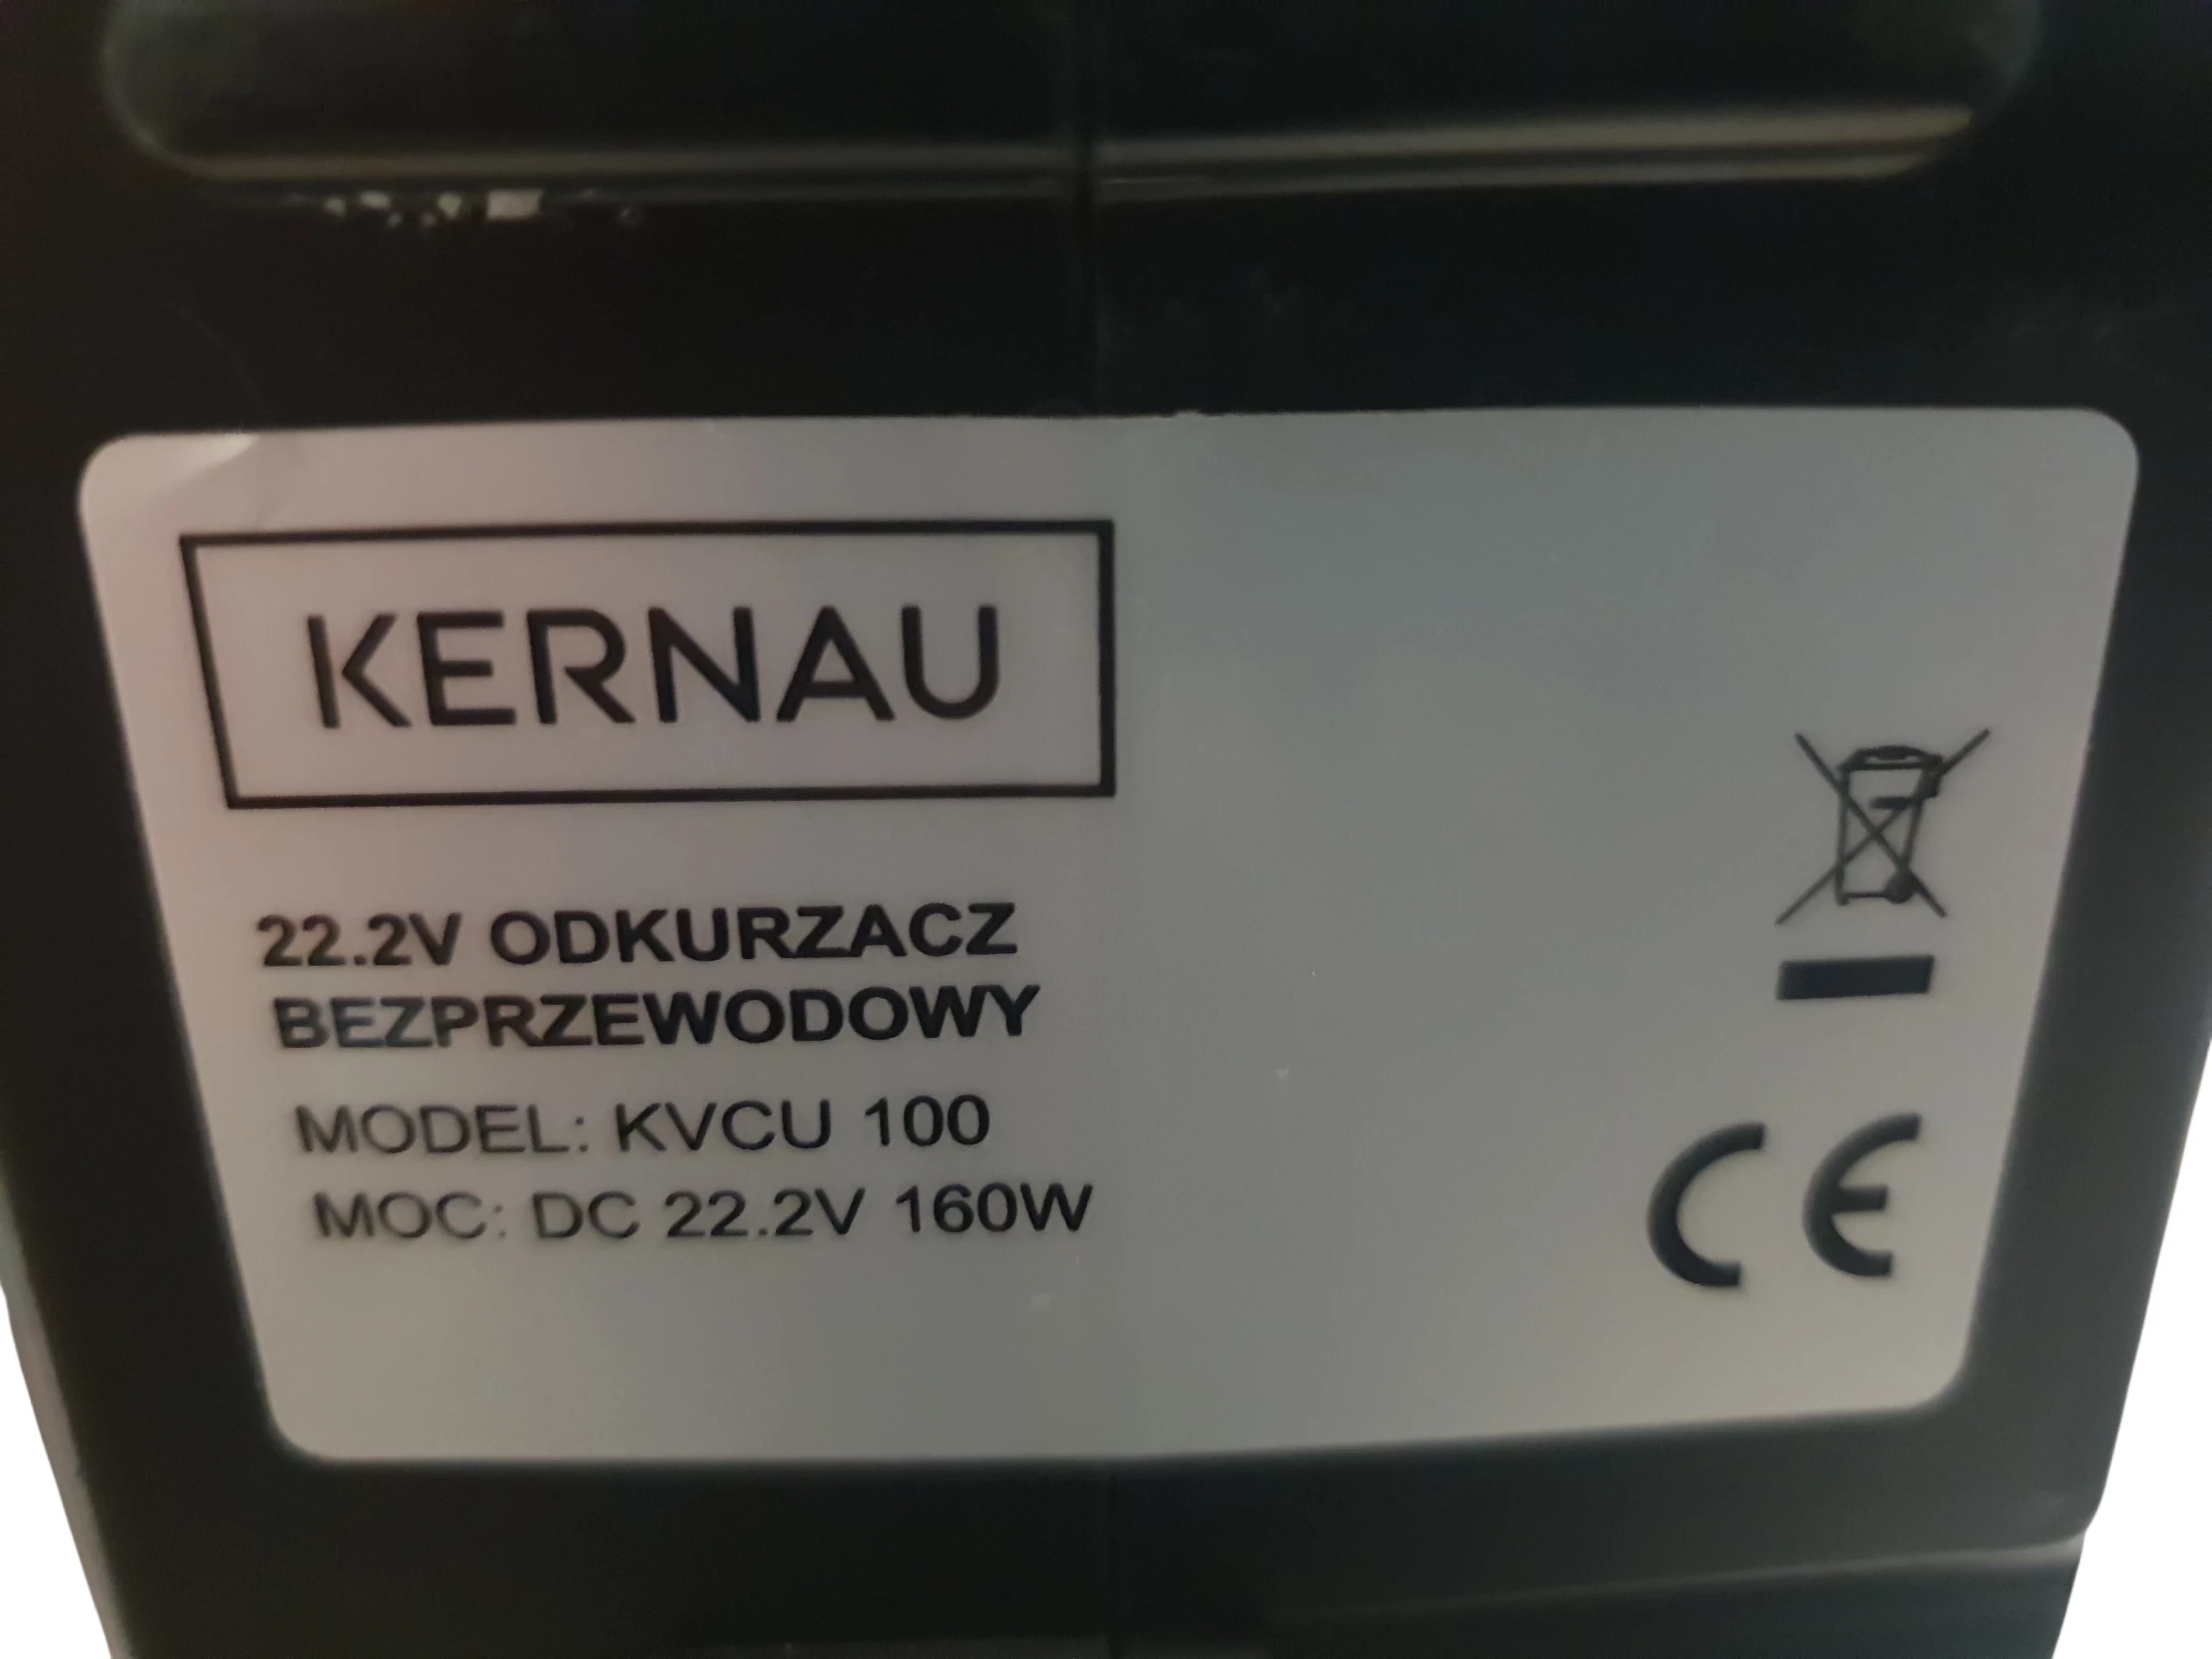 KERNAU
22.2V ODKURZACZ
BEZPRZEWODOWY
MODEL: KVCU 100
MOC: DC 22.2V 160W
CE